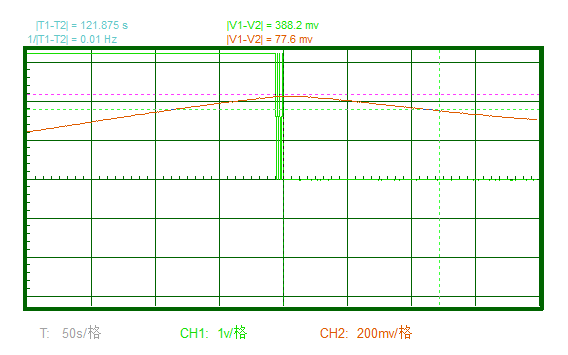 |T1-T2| = 121.875 s |V1-V2| = 388.2 mv
1/|T1-T2| = 0.01 Hz |V1-V2| = 77.6 mv
T: 50s/格 CH1: 1v/格 CH2: 200mv/格